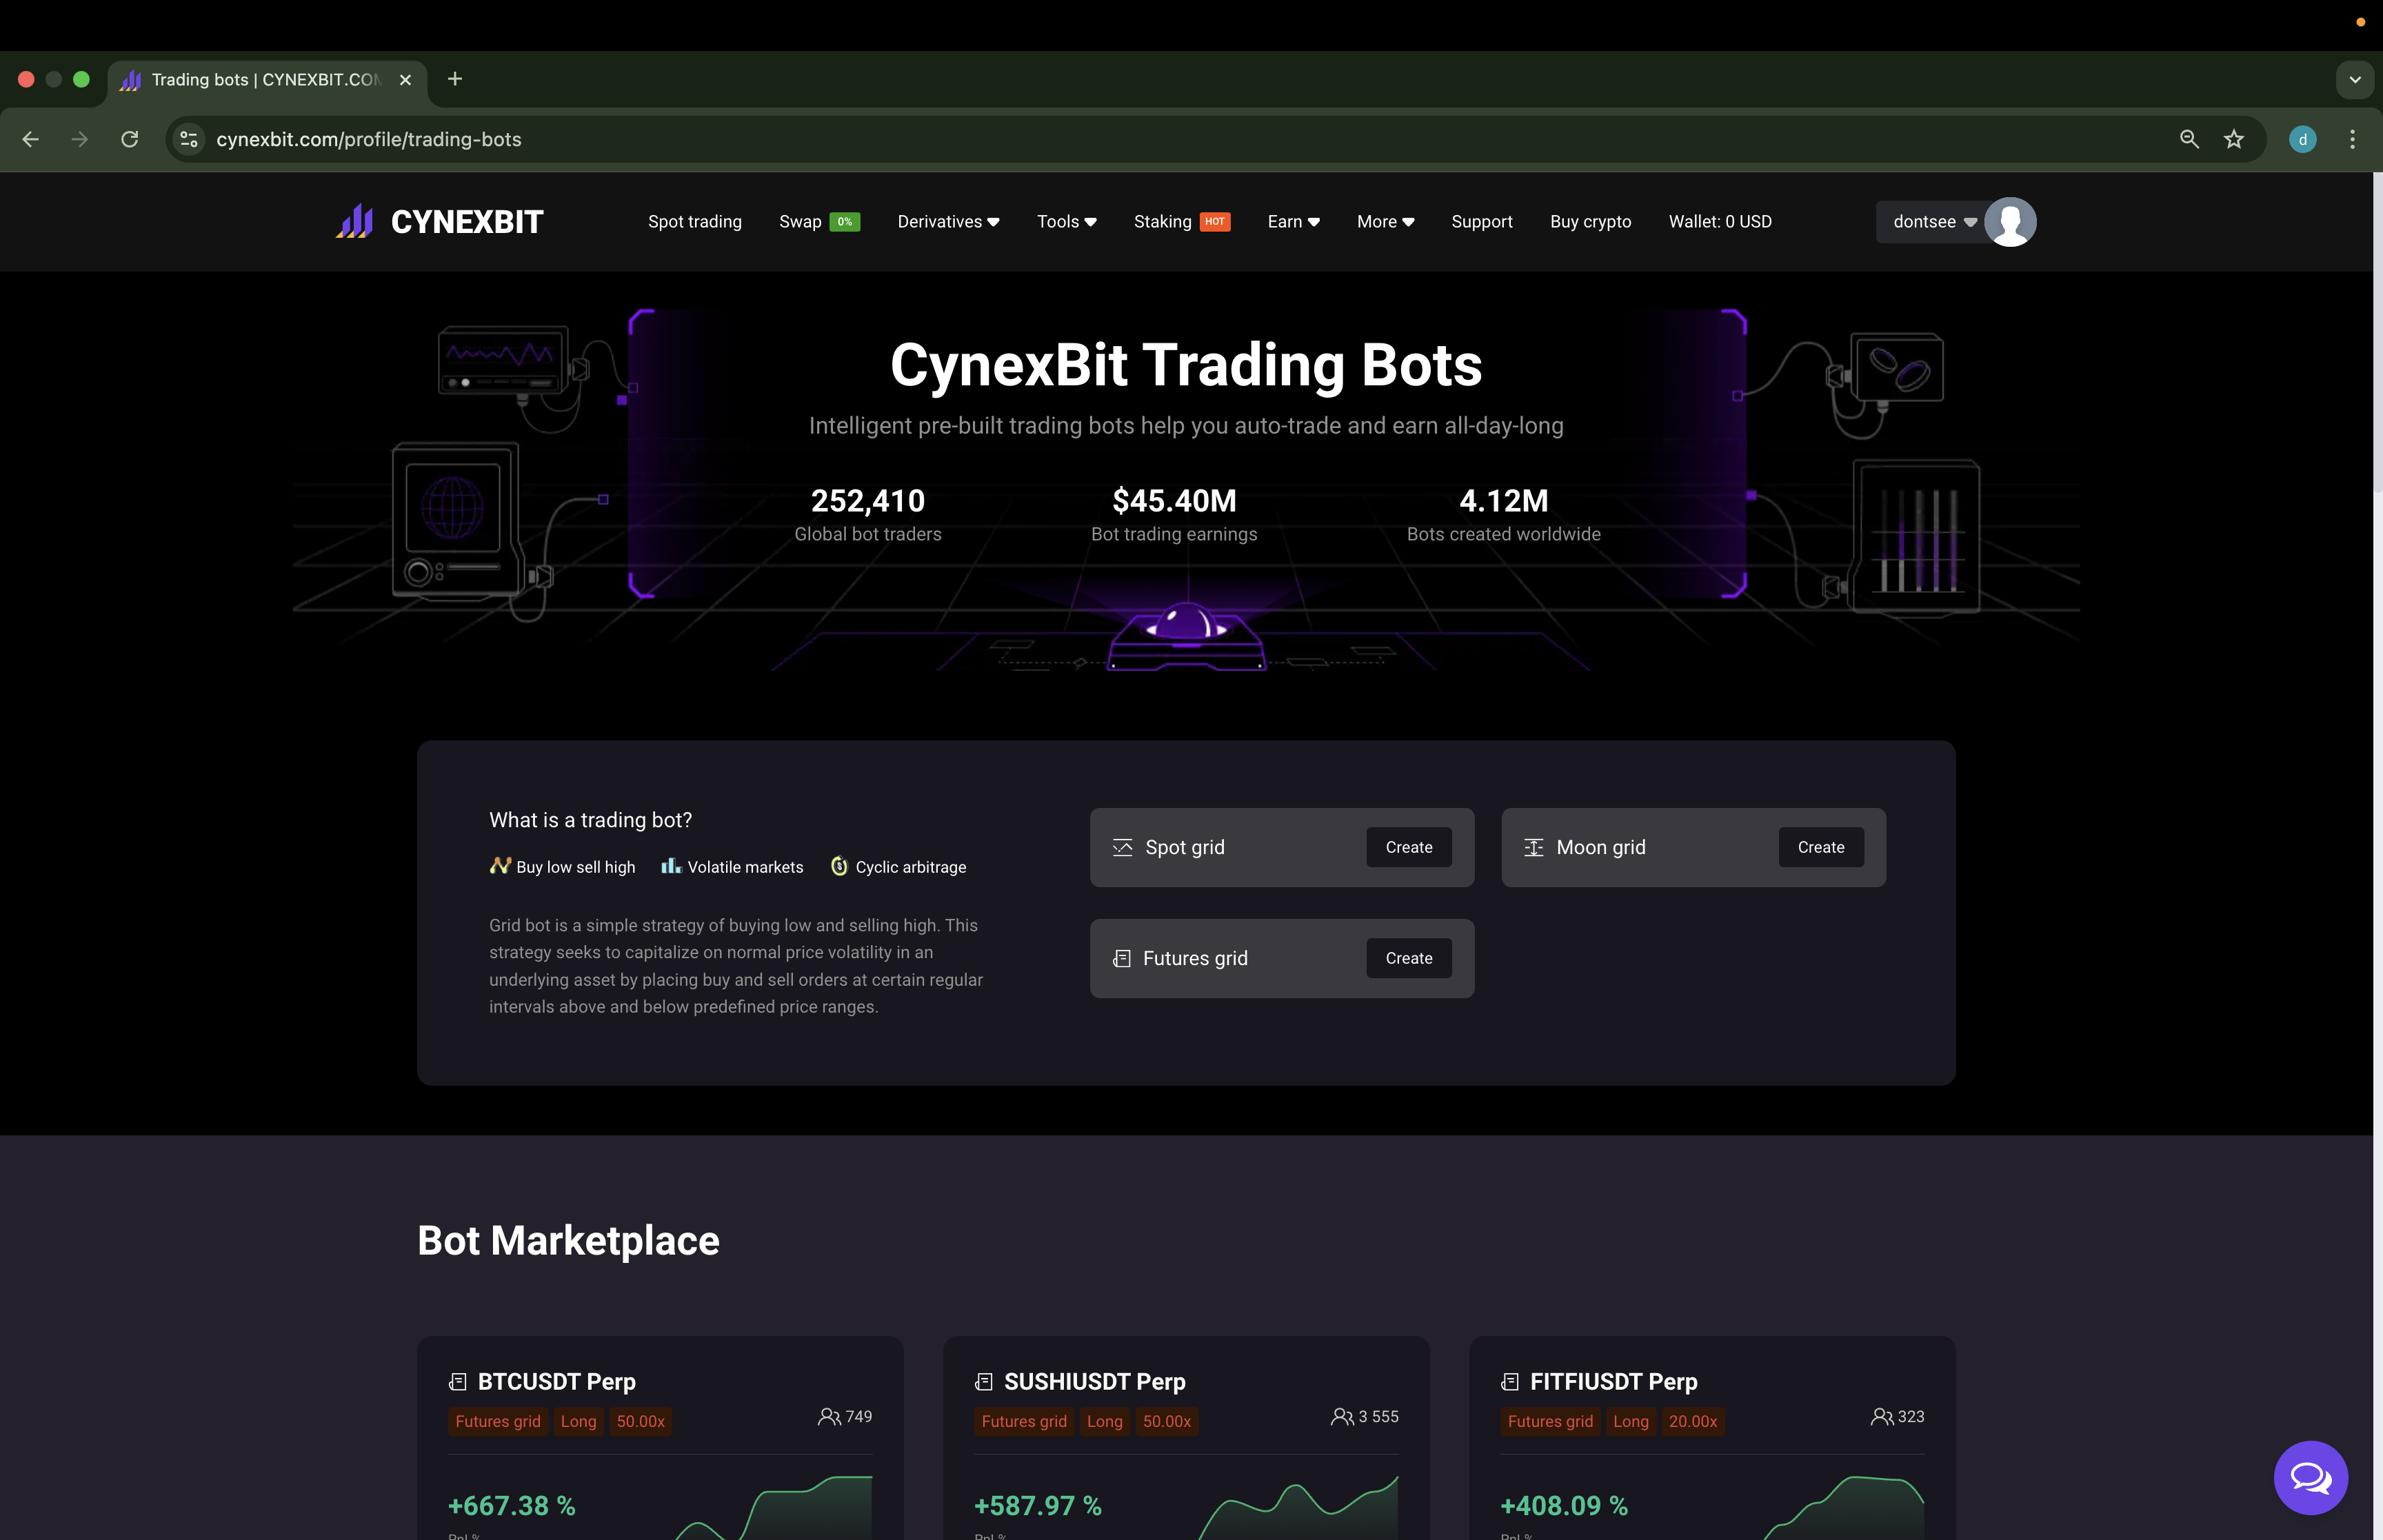 Trading bots | CYNEXBIT.COM
cynexbit.com/profile/trading-bots
d
CYNEXBIT
Spot trading
Swap 0%
Derivatives
Tools
Staking HOT
Earn
More
Support
Buy crypto
Wallet: 0 USD
dontsee
CynexBit Trading Bots
Intelligent pre-built trading bots help you auto-trade and earn all-day-long
252,410
Global bot traders
$45.40M
Bot trading earnings
4.12M
Bots created worldwide
What is a trading bot?
Buy low sell high
Volatile markets
Cyclic arbitrage
Grid bot is a simple strategy of buying low and selling high. This
strategy seeks to capitalize on normal price volatility in an
underlying asset by placing buy and sell orders at certain regular
intervals above and below predefined price ranges.
Spot grid
Create
Moon grid
Create
Futures grid
Create
Bot Marketplace
BTCUSDT Perp
Futures grid Long 50.00x
749
+667.38 %
PnL%
SUSHIUSDT Perp
Futures grid Long 50.00x
3 555
+587.97 %
PnL%
FITFIUSDT Perp
Futures grid Long 20.00x
323
+408.09 %
PnL%